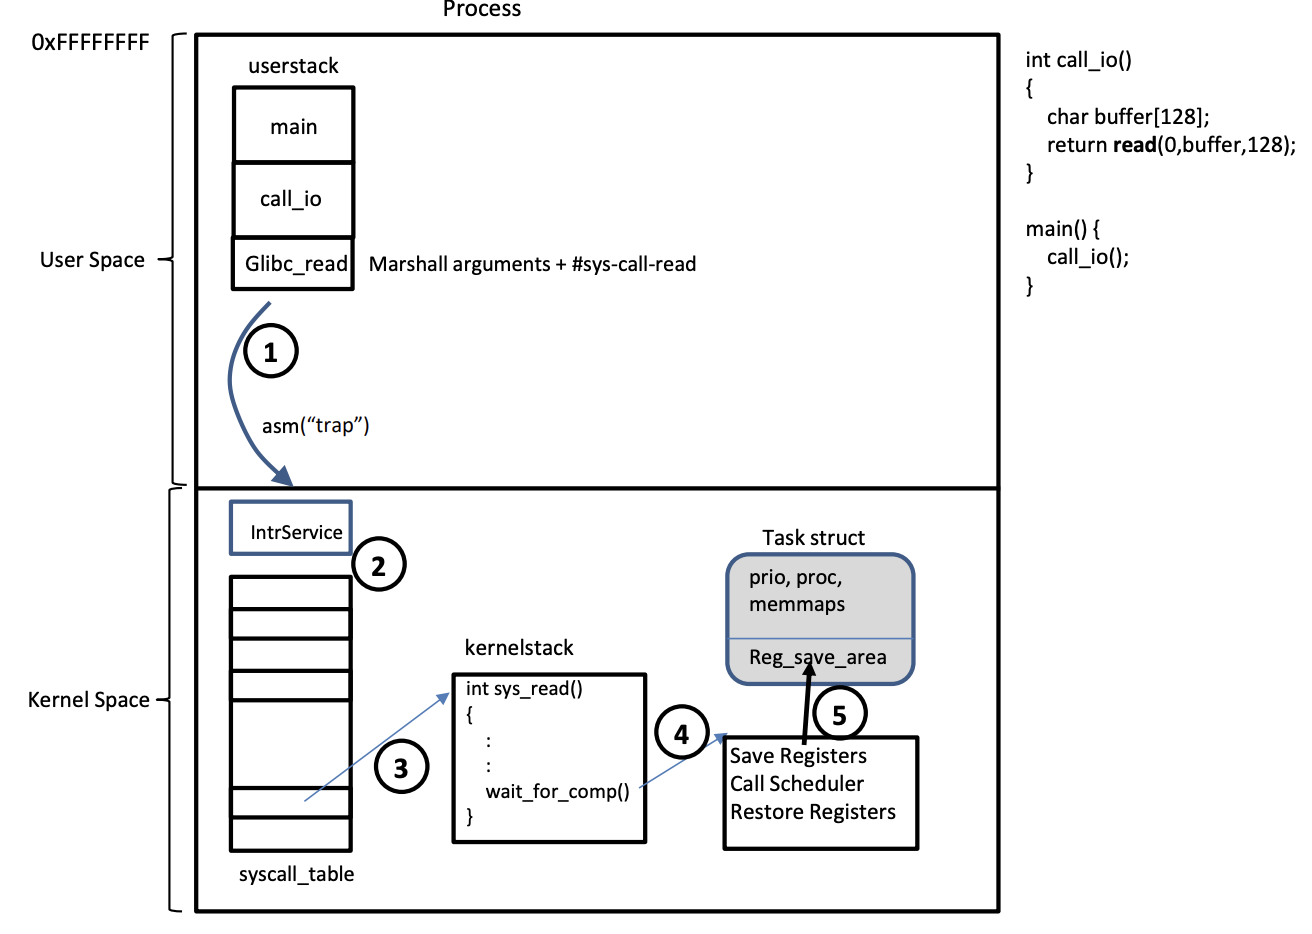 Process
0xFFFFFFFF
userstack
main
call_io
Glibc_read
Marshall arguments + #sys-call-read
User Space
1
asm(“trap”)
int call_io()
{
char buffer[128];
return read(0,buffer,128);
}
main() {
call_io();
}
IntrService
2
syscall_table
Kernel Space
3
kernelstack
int sys_read()
{
:
:
wait_for_comp()
}
4
Task struct
prio, proc,
memmaps
Reg_save_area
5
Save Registers
Call Scheduler
Restore Registers